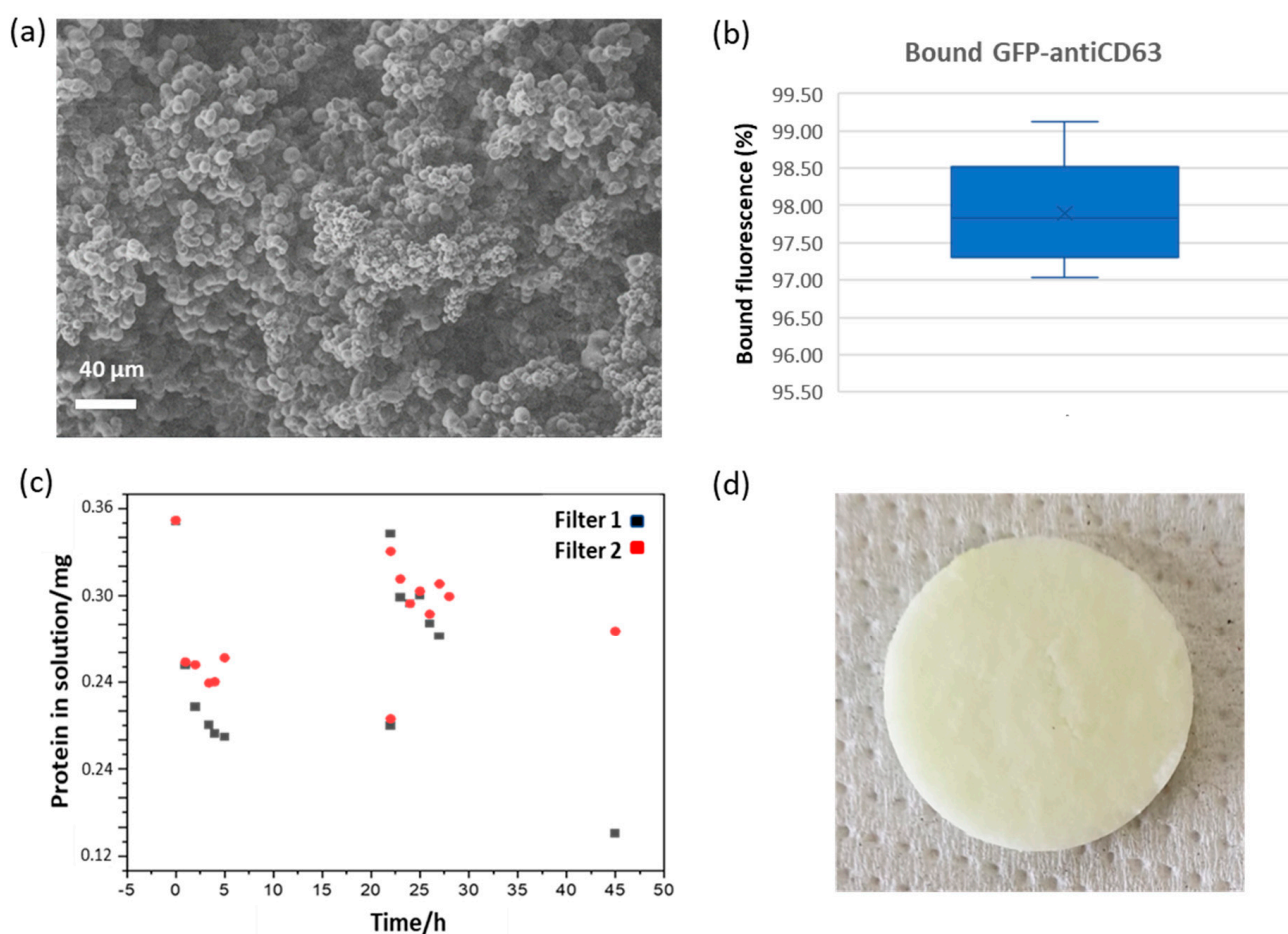 (a)
40 µm
(b)
Bound GFP-antiCD63
Bound fluorescence (%)
99.50
99.00
98.50
98.00
97.50
97.00
96.50
96.00
95.50
(c)
Protein in solution/mg
0.36
0.30
0.24
0.24
0.12
Filter 1
Filter 2
-5 0 5 10 15 20 25 30 35 40 45 50
Time/h
(d)